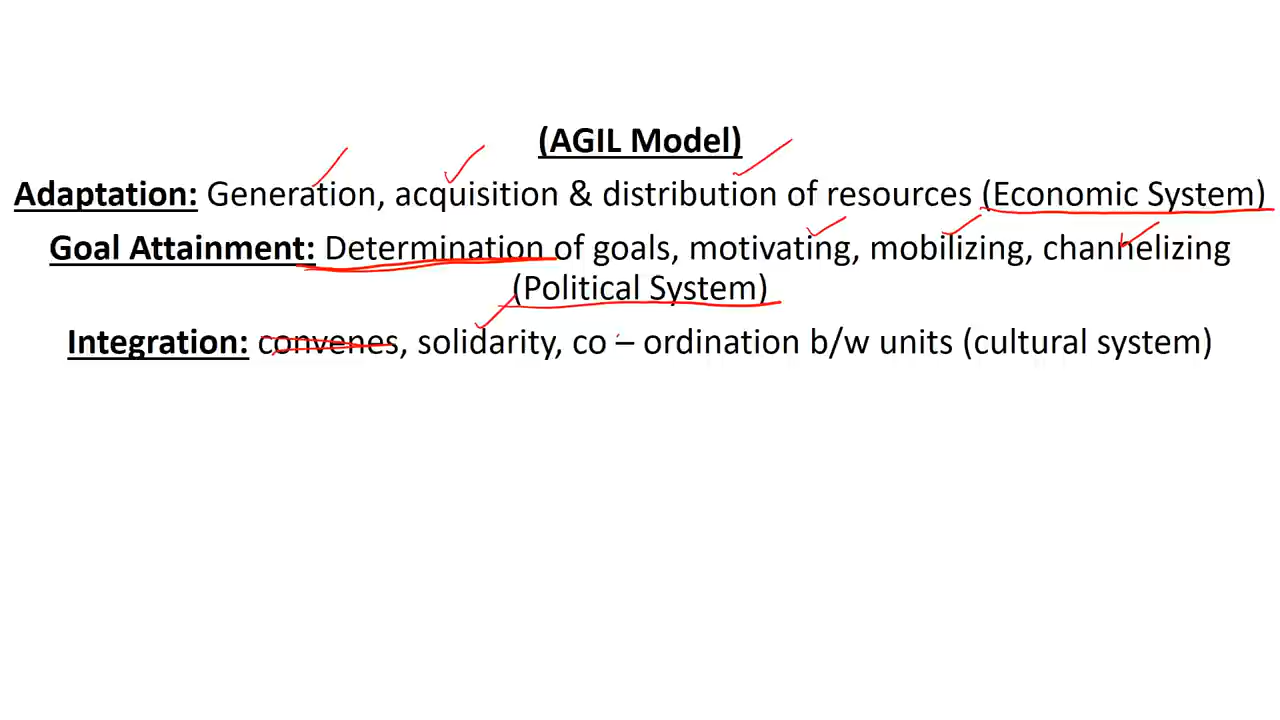 (AGIL Model)
Adaptation: Generation, acquisition & distribution of resources (Economic System)
Goal Attainment: Determination of goals, motivating, mobilizing, channelizing
(Political System)
Integration: convenes, solidarity, co – ordination b/w units (cultural system)